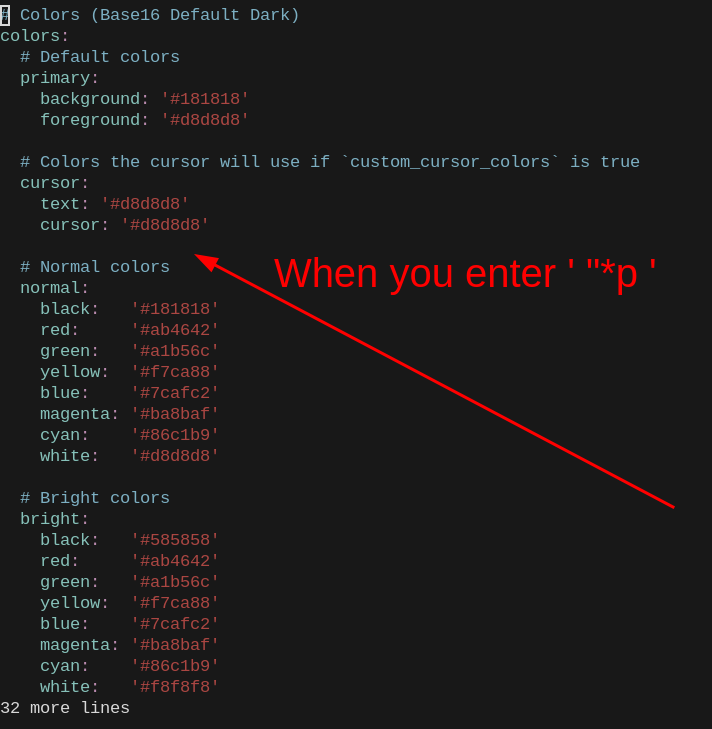 # Colors (Base16 Default Dark)
colors:
  # Default colors
  primary:
    background: '#181818'
    foreground: '#d8d8d8'

  # Colors the cursor will use if `custom_cursor_colors` is true
  cursor:
    text: '#d8d8d8'
    cursor: '#d8d8d8'

When you enter ' "*p '
  # Normal colors
  normal:
    black:   '#181818'
    red:     '#ab4642'
    green:   '#a1b56c'
    yellow:  '#f7ca88'
    blue:    '#7cafc2'
    magenta: '#ba8baf'
    cyan:    '#86c1b9'
    white:   '#d8d8d8'

  # Bright colors
  bright:
    black:   '#585858'
    red:     '#ab4642'
    green:   '#a1b56c'
    yellow:  '#f7ca88'
    blue:    '#7cafc2'
    magenta: '#ba8baf'
    cyan:    '#86c1b9'
    white:   '#f8f8f8'
32 more lines